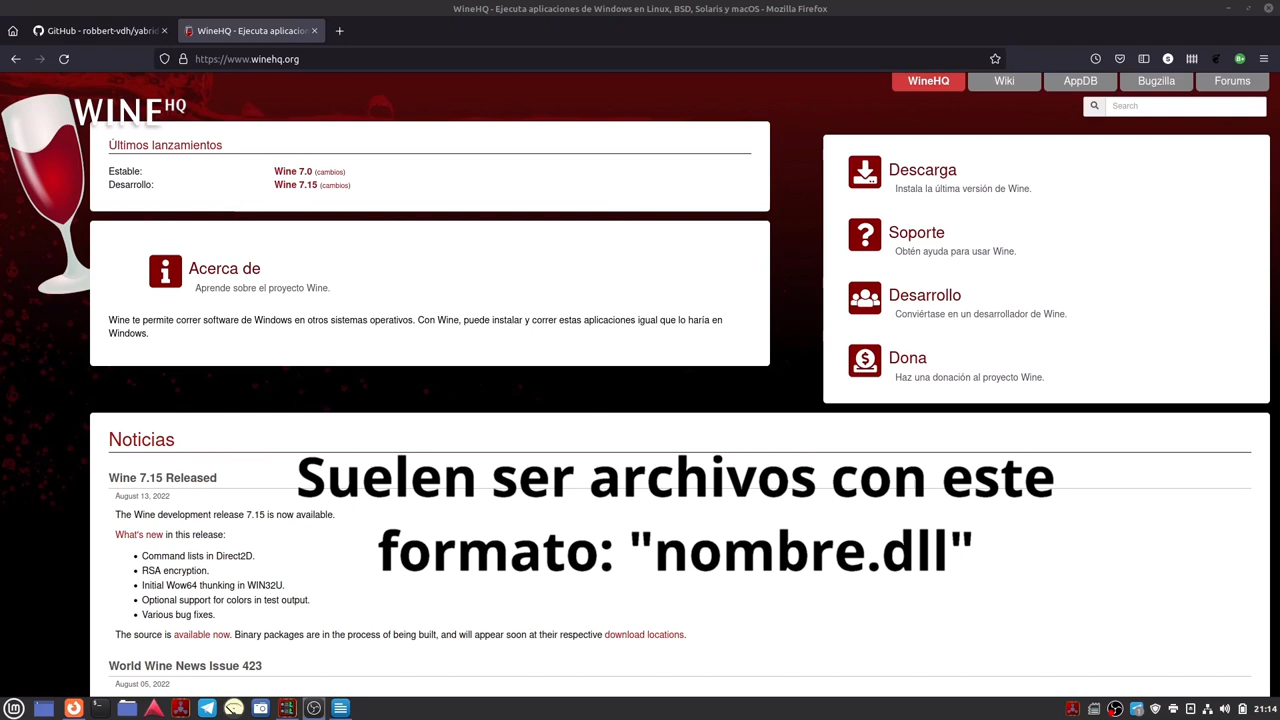 WineHQ - Ejecuta aplicaciones de Windows en Linux, BSD, Solaris y macOS - Mozilla Firefox
GitHub - robbert-vdh/yabrid
WineHQ - Ejecuta aplicacion
https://www.winehq.org
WineHQ
Wiki
AppDB
Bugzilla
Forums
WINE HQ
Search
Últimos lanzamientos
Estable: Wine 7.0 (cambios)
Desarrollo: Wine 7.15 (cambios)
Acerca de
Aprende sobre el proyecto Wine.
Wine te permite correr software de Windows en otros sistemas operativos. Con Wine, puede instalar y correr estas aplicaciones igual que lo haría en
Windows.
Descarga
Instala la última versión de Wine.
Soporte
Obtén ayuda para usar Wine.
Desarrollo
Conviértase en un desarrollador de Wine.
Dona
Haz una donación al proyecto Wine.
Noticias
Wine 7.15 Released
August 13, 2022
The Wine development release 7.15 is now available.
What's new in this release:
Command lists in Direct2D.
RSA encryption.
Initial Wow64 thunking in WIN32U.
Optional support for colors in test output.
Various bug fixes.
The source is available now. Binary packages are in the process of being built, and will appear soon at their respective download locations.
World Wine News Issue 423
August 05, 2022
Suelen ser archivos con este
formato: "nombre.dll"
21:14